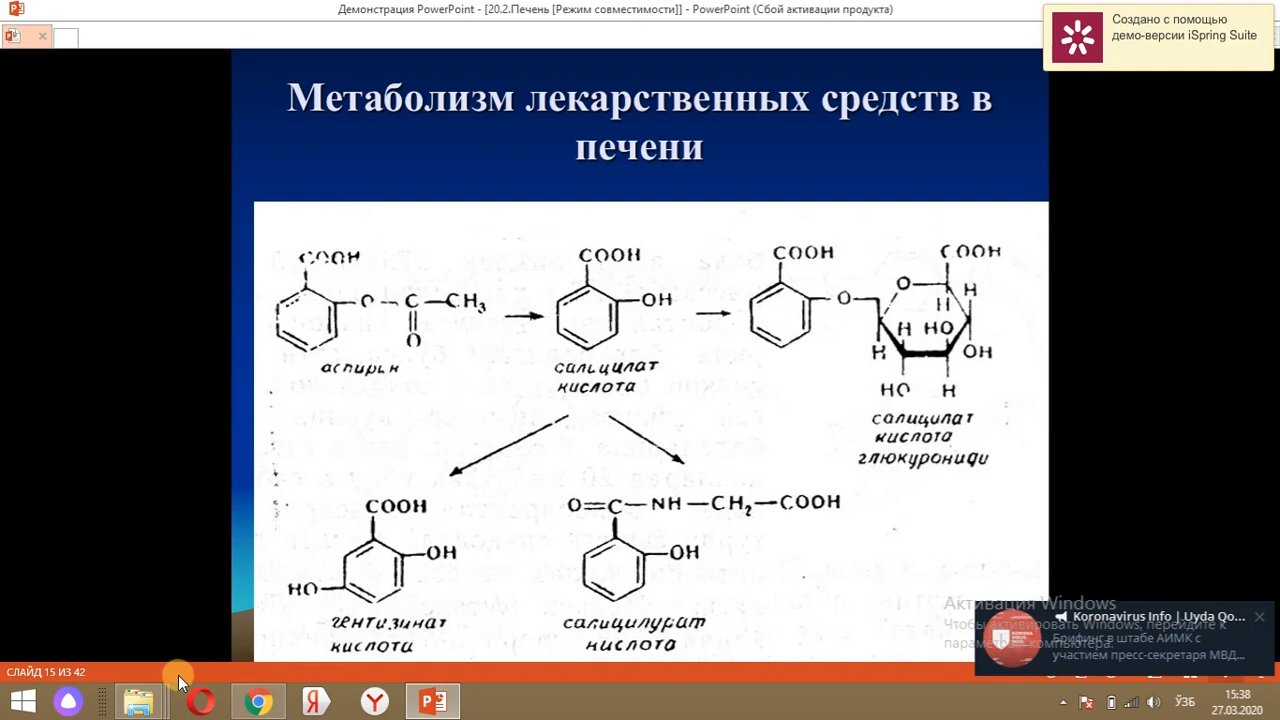 Демонстрация PowerPoint - [20.2.Печень [Режим совместимости]] - PowerPoint (Сбой активации продукта)
Создано с помощью
демо-версии iSpring Suite
Метаболизм лекарственных средств в
печени
COOH
O—C—CH3
O
аспирин
COOH
OH
салицилат
кислота
COOH
O
COOH
O
H
H
H
HO
H
OH
HO
H
салицилат
кислота
глюкурониди
COOH
OH
HO
гентизинат
кислота
O=C—NH—CH2—COOH
OH
салицилурат
кислота
Активация Windows
Чтобы активировать Windows, перейдите к
параметрам компьютера.
Koronavirus Info | Uyda Qo...
Брифинг в штабе АИМК с
участием пресс-секретаря МВД...
СЛАЙД 15 ИЗ 42
ЎЗБ
15:38
27.03.2020